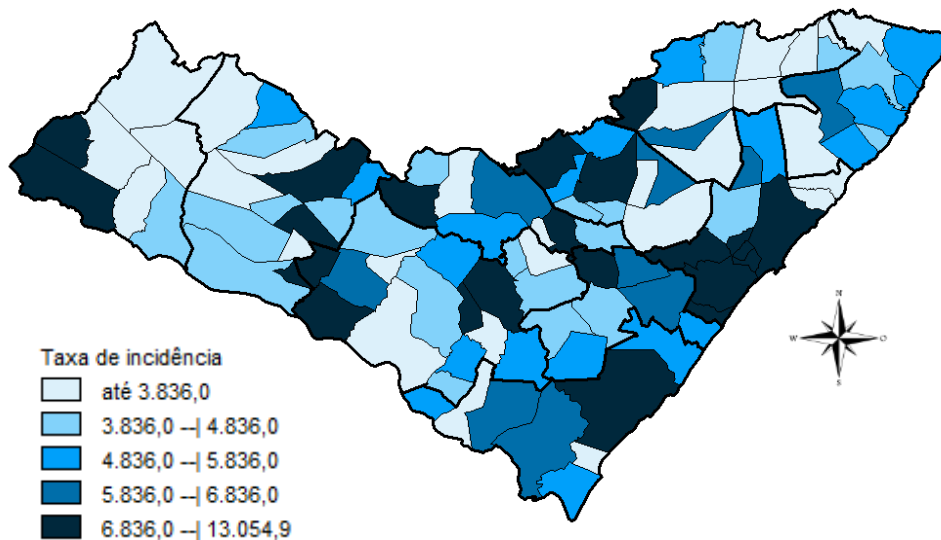 N
W
O
S
Taxa de incidência
até 3.836,0
3.836,0 --| 4.836,0
4.836,0 --| 5.836,0
5.836,0 --| 6.836,0
6.836,0 --| 13.054,9